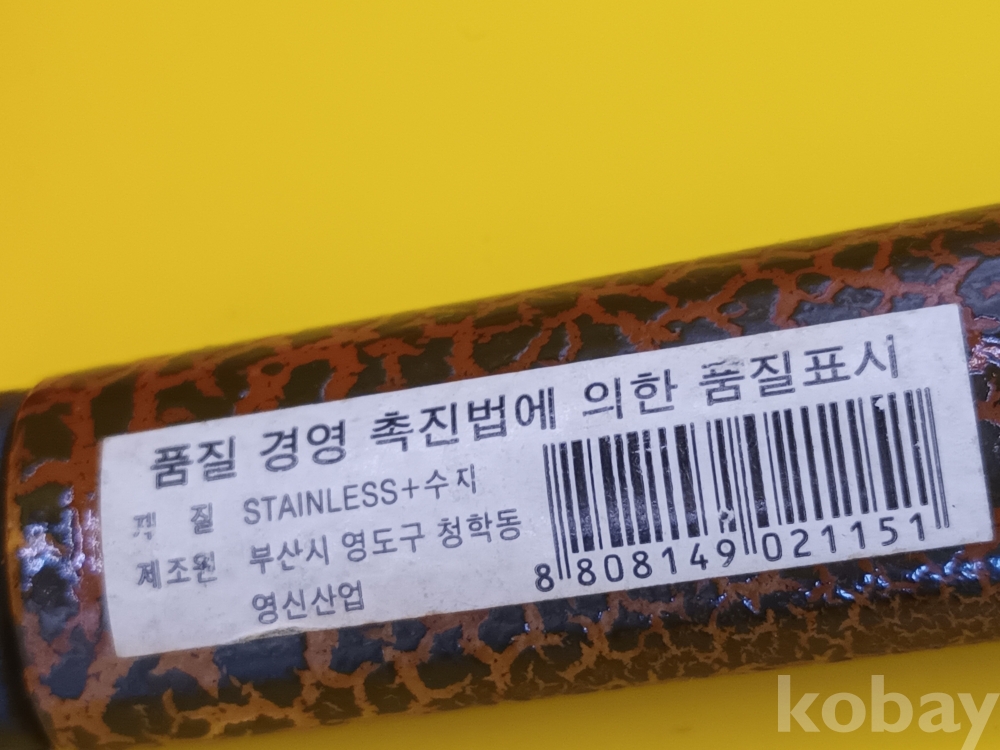 품질 경영 촉진법에 의한 품질표시
재 질 STAINLESS+수지
제조원 부산시 영도구 청학동
영신산업
8 808149 021151
kobay